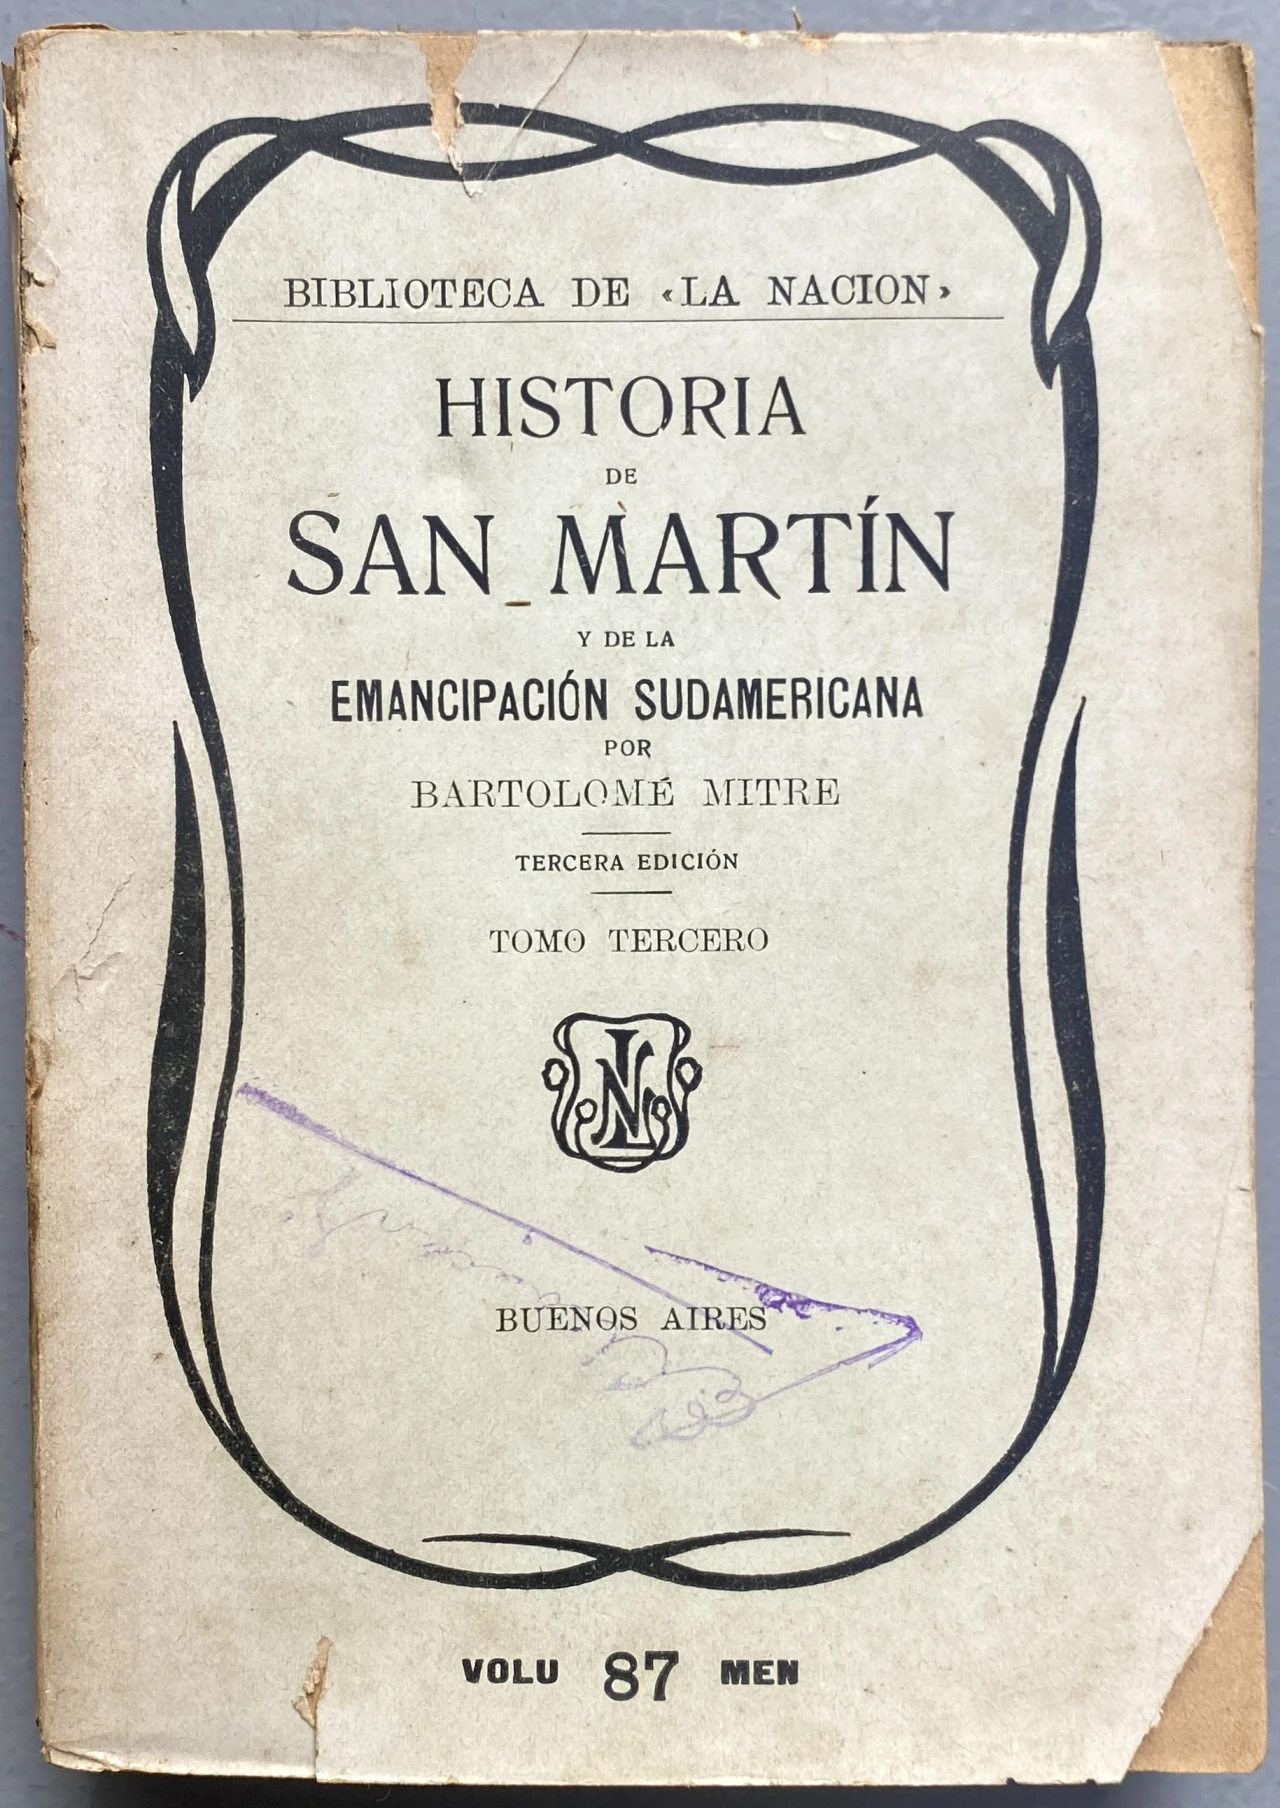 BIBLIOTECA DE «LA NACION»
HISTORIA
DE
SAN MARTÍN
Y DE LA
EMANCIPACIÓN SUDAMERICANA
POR
BARTOLOMÉ MITRE
TERCERA EDICIÓN
TOMO TERCERO
LN
BUENOS AIRES
VOLU 87 MEN